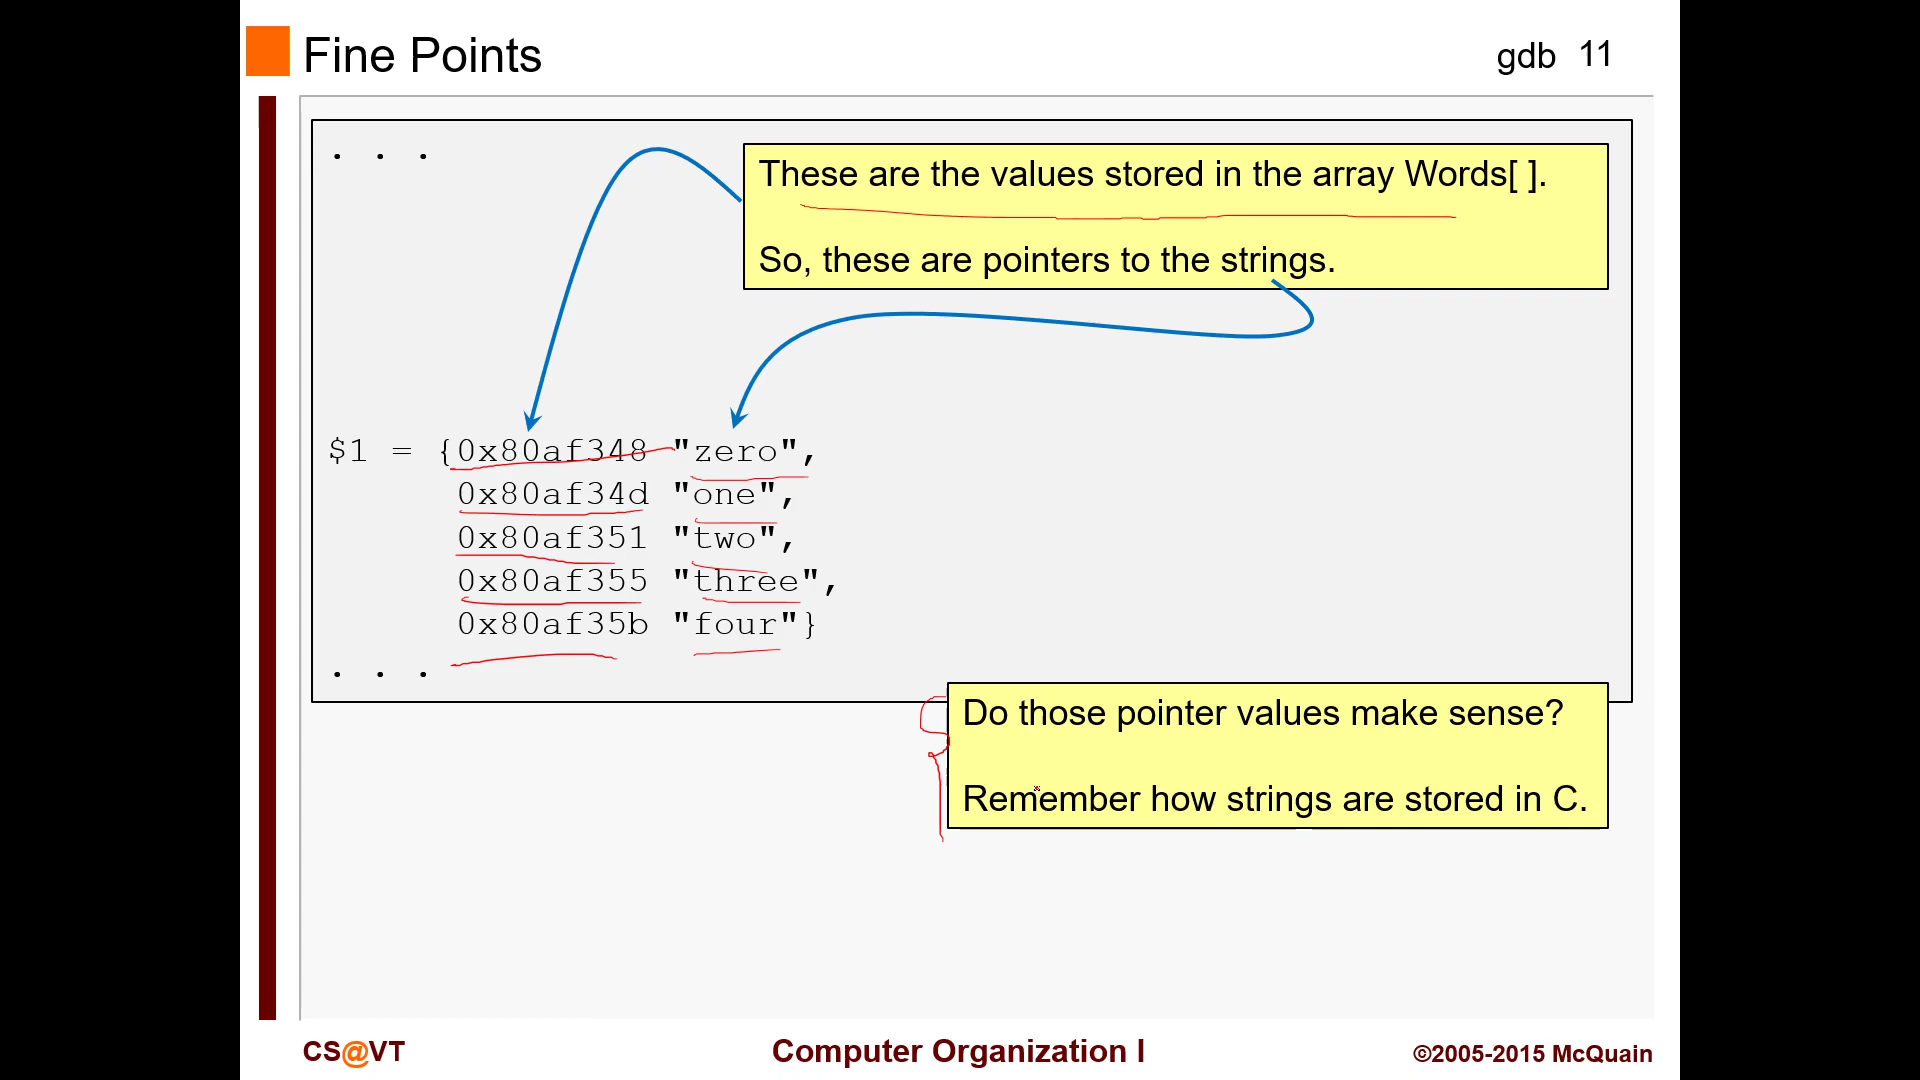 Fine Points
gdb 11
. . .
These are the values stored in the array Words[ ].
So, these are pointers to the strings.
$1 = {0x80af348 "zero",
0x80af34d "one",
0x80af351 "two",
0x80af355 "three",
0x80af35b "four"}
. . .
Do those pointer values make sense?
Remember how strings are stored in C.
CS@VT
Computer Organization I
©2005-2015 McQuain